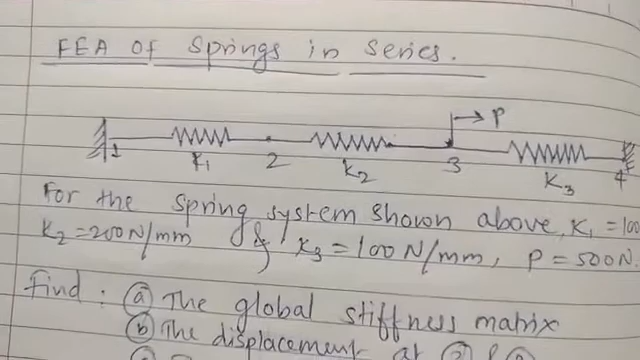 FEA OF Springs in Series.
P
1 K1 2 K2 3 K3 4
For the spring system shown above, K1 = 100
K2 = 200N/mm & K3 = 100 N/mm, P = 500N.
Find : (a) The global stiffness matrix
(b) The displacement at